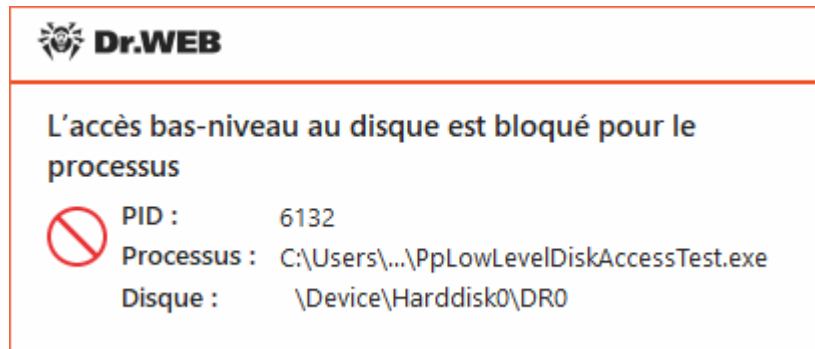 Dr.WEB
L'accès bas-niveau au disque est bloqué pour le
processus
PID : 6132
Processus : C:\Users\...\PpLowLevelDiskAccessTest.exe
Disque : \Device\Harddisk0\DR0